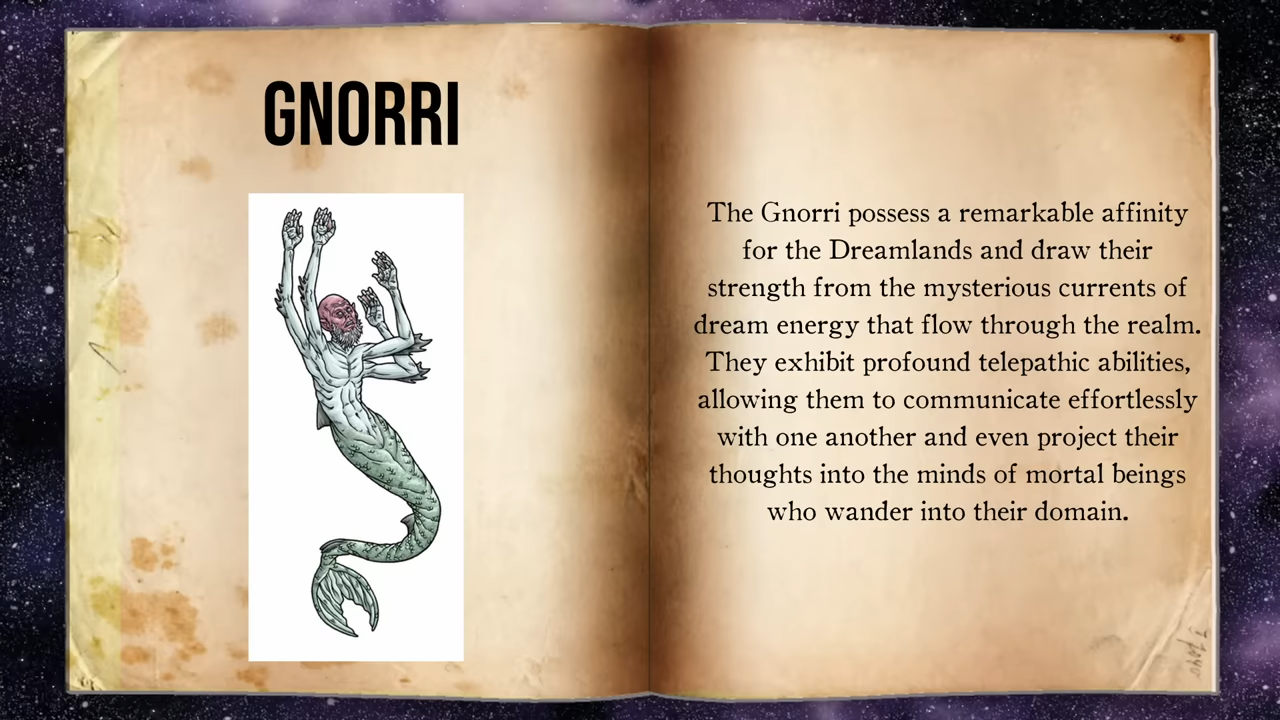 GNORRI
The Gnorri possess a remarkable affinity
for the Dreamlands and draw their
strength from the mysterious currents of
dream energy that flow through the realm.
They exhibit profound telepathic abilities,
allowing them to communicate effortlessly
with one another and even project their
thoughts into the minds of mortal beings
who wander into their domain.